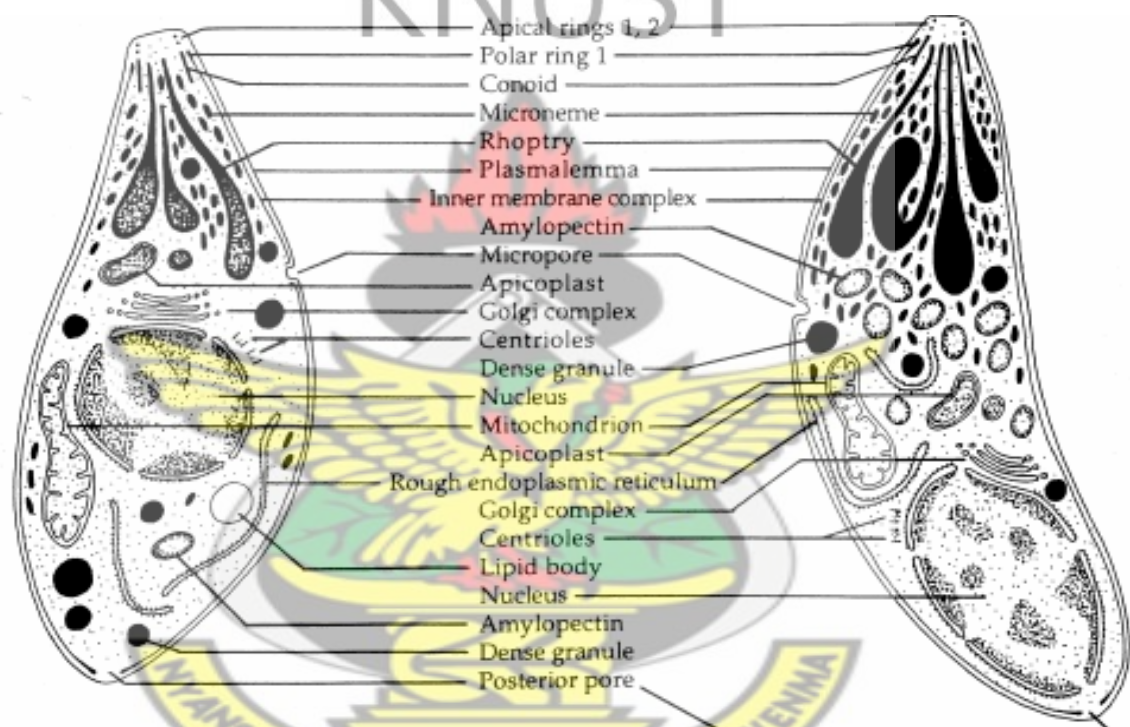 KNUST
Apical rings 1, 2
Polar ring 1
Conoid
Microneme
Rhoptry
Plasmalemma
Inner membrane complex
Amylopectin
Micropore
Apicoplast
Golgi complex
Centrioles
Dense granule
Nucleus
Mitochondrion
Apicoplast
Rough endoplasmic reticulum
Golgi complex
Centrioles
Lipid body
Nucleus
Amylopectin
Dense granule
Posterior pore